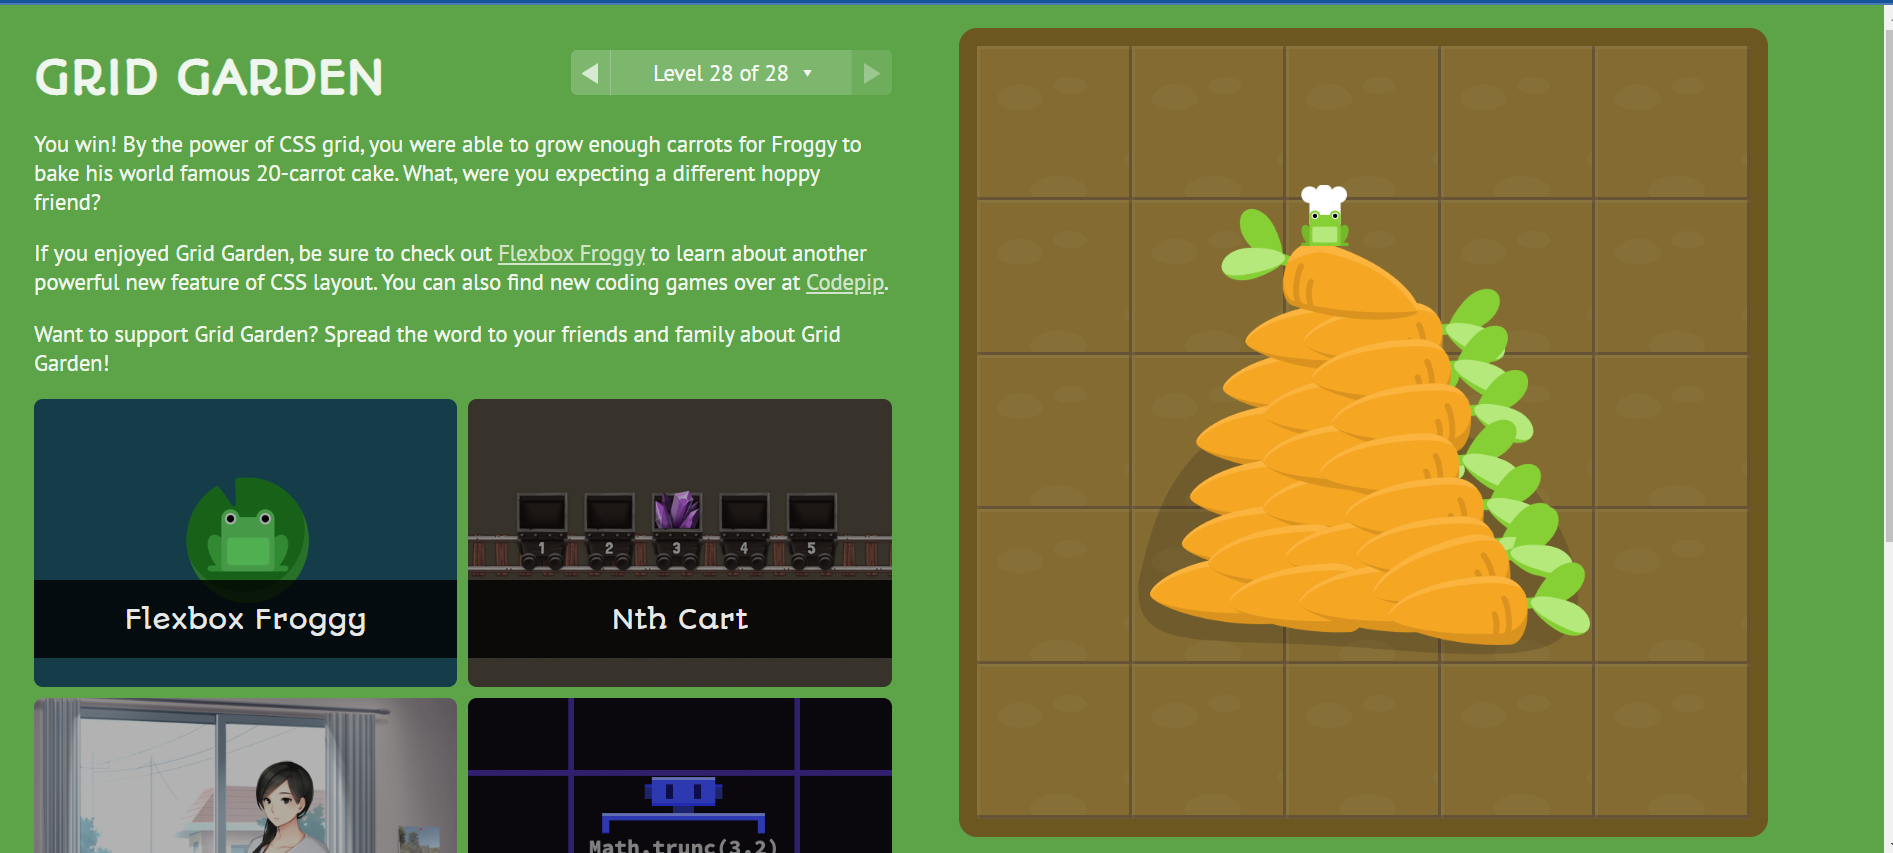 GRID GARDEN
Level 28 of 28
You win! By the power of CSS grid, you were able to grow enough carrots for Froggy to
bake his world famous 20-carrot cake. What, were you expecting a different hoppy
friend?
If you enjoyed Grid Garden, be sure to check out Flexbox Froggy to learn about another
powerful new feature of CSS layout. You can also find new coding games over at Codepip.
Want to support Grid Garden? Spread the word to your friends and family about Grid
Garden!
1 2 3 4 5
Flexbox Froggy
Nth Cart
Math.trunc(3.2)